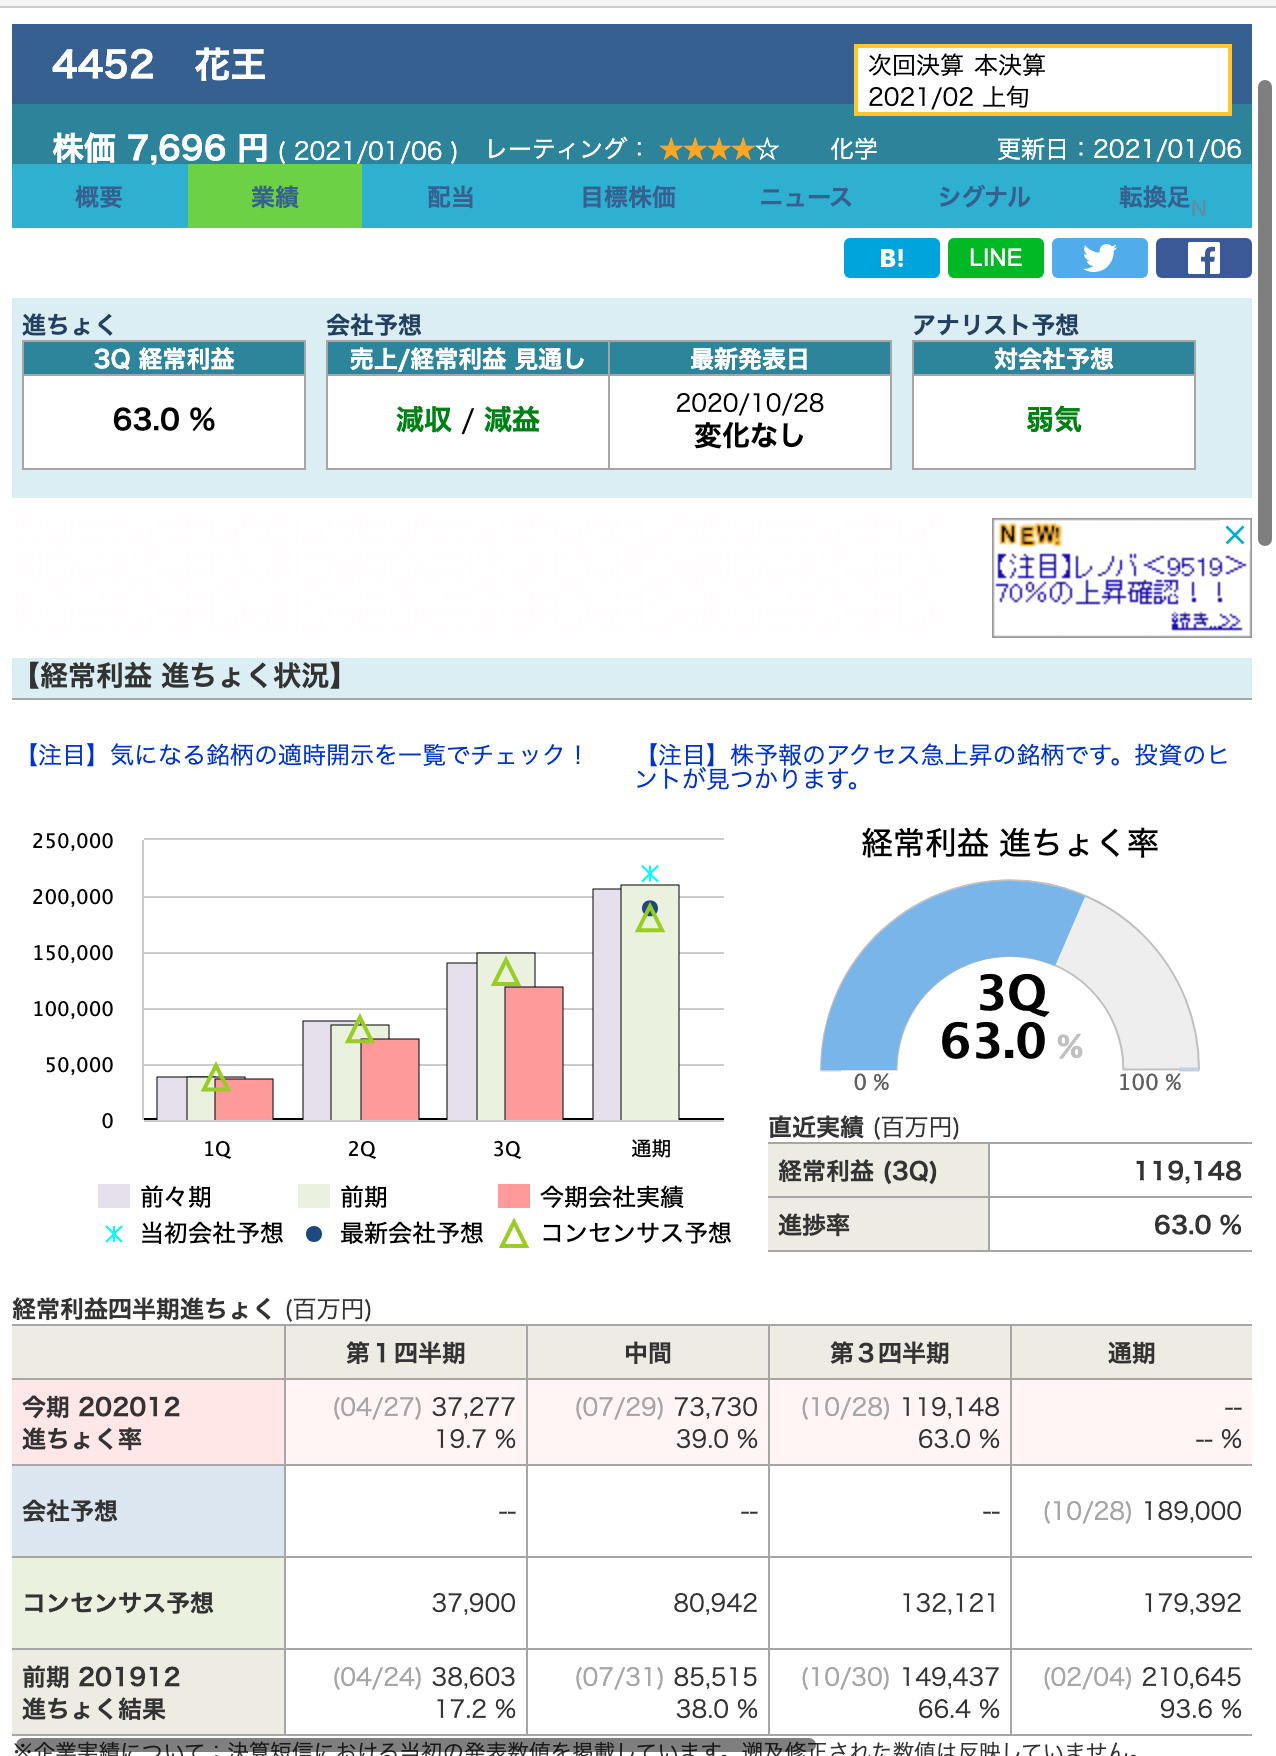 4452 花王
次回決算 本決算
2021/02 上旬
株価 7,696 円 ( 2021/01/06 ) レーティング： ★★★★☆ 化学 更新日：2021/01/06
概要 業績 配当 目標株価 ニュース シグナル 転換足 N
B! LINE
進ちょく 会社予想 アナリスト予想
3Q 経常利益 売上/経常利益 見通し 最新発表日 対会社予想
63.0 % 減収 / 減益 2020/10/28 弱気
変化なし
NEW!
【注目】レノバ<9519>
70%の上昇確認！！
続き..>>
【経常利益 進ちょく状況】
【注目】気になる銘柄の適時開示を一覧でチェック！
【注目】株予報のアクセス急上昇の銘柄です。投資のヒ
ントが見つかります。
250,000
200,000
150,000
100,000
50,000
0
1Q 2Q 3Q 通期
前々期 前期 今期会社実績
当初会社予想 最新会社予想 コンセンサス予想
経常利益 進ちょく率
3Q
63.0 %
0 % 100 %
直近実績 (百万円)
経常利益 (3Q) 119,148
進捗率 63.0 %
経常利益四半期進ちょく (百万円)
第１四半期 中間 第３四半期 通期
今期 202012 (04/27) 37,277 (07/29) 73,730 (10/28) 119,148 --
進ちょく率 19.7 % 39.0 % 63.0 % -- %
会社予想 -- -- -- (10/28) 189,000
コンセンサス予想 37,900 80,942 132,121 179,392
前期 201912 (04/24) 38,603 (07/31) 85,515 (10/30) 149,437 (02/04) 210,645
進ちょく結果 17.2 % 38.0 % 66.4 % 93.6 %
※企業実績について：決算短信における当初の発表数値を掲載しています。遡及修正された数値は反映していません。